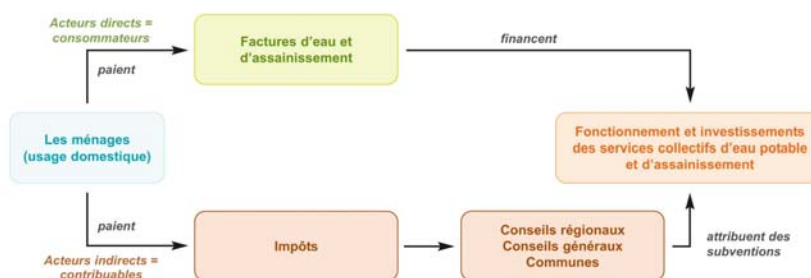 Acteurs directs =
consommateurs
paient
Factures d'eau et
d'assainissement
financent
Les ménages
(usage domestique)
Fonctionnement et investissements
des services collectifs d'eau potable
et d'assainissement
paient
Acteurs indirects =
contribuables
Impôts
Conseils régionaux
Conseils généraux
Communes
attribuent des
subventions